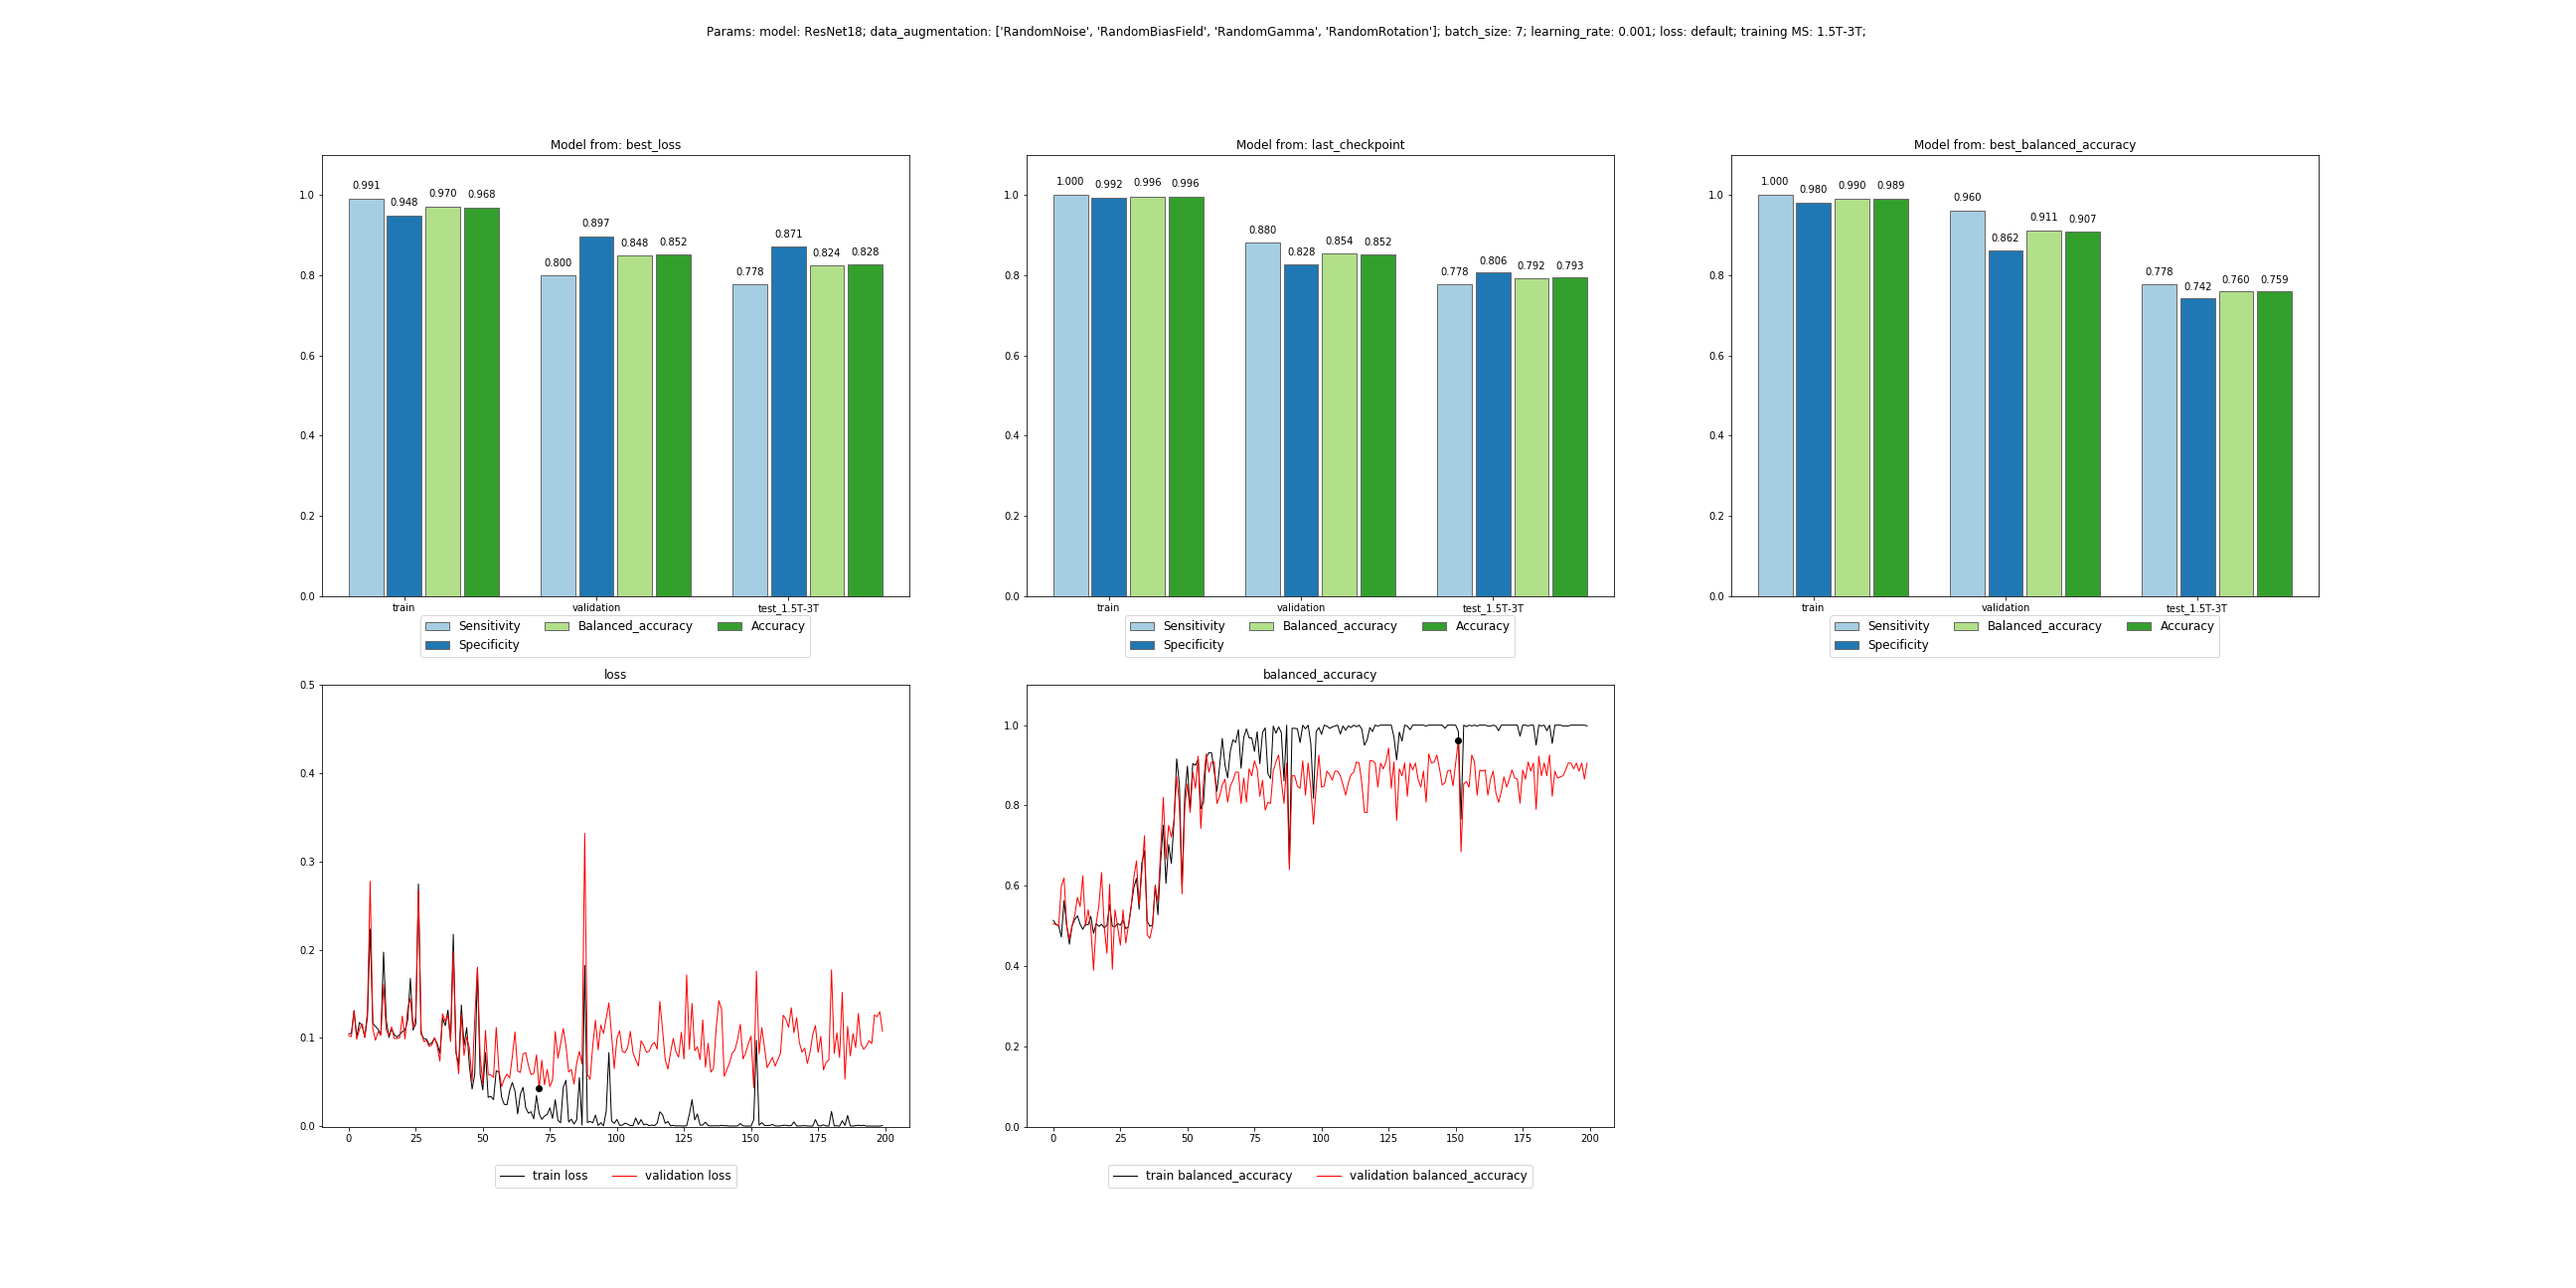 Params: model: ResNet18; data_augmentation: ['RandomNoise', 'RandomBiasField', 'RandomGamma', 'RandomRotation']; batch_size: 7; learning_rate: 0.001; loss: default; training MS: 1.5T-3T;
Model from: best_loss
1.0
0.8
0.6
0.4
0.2
0.0
0.991
0.948
0.970
0.968
0.800
0.897
0.848
0.852
0.778
0.871
0.824
0.828
train
validation
test_1.5T-3T
Sensitivity
Specificity
Balanced_accuracy
Accuracy
Model from: last_checkpoint
1.0
0.8
0.6
0.4
0.2
0.0
1.000
0.992
0.996
0.996
0.880
0.828
0.854
0.852
0.778
0.806
0.792
0.793
train
validation
test_1.5T-3T
Sensitivity
Specificity
Balanced_accuracy
Accuracy
Model from: best_balanced_accuracy
1.0
0.8
0.6
0.4
0.2
0.0
1.000
0.980
0.990
0.989
0.960
0.862
0.911
0.907
0.778
0.742
0.760
0.759
train
validation
test_1.5T-3T
Sensitivity
Specificity
Balanced_accuracy
Accuracy
loss
0.5
0.4
0.3
0.2
0.1
0.0
0 25 50 75 100 125 150 175 200
train loss validation loss
balanced_accuracy
1.0
0.8
0.6
0.4
0.2
0.0
0 25 50 75 100 125 150 175 200
train balanced_accuracy validation balanced_accuracy